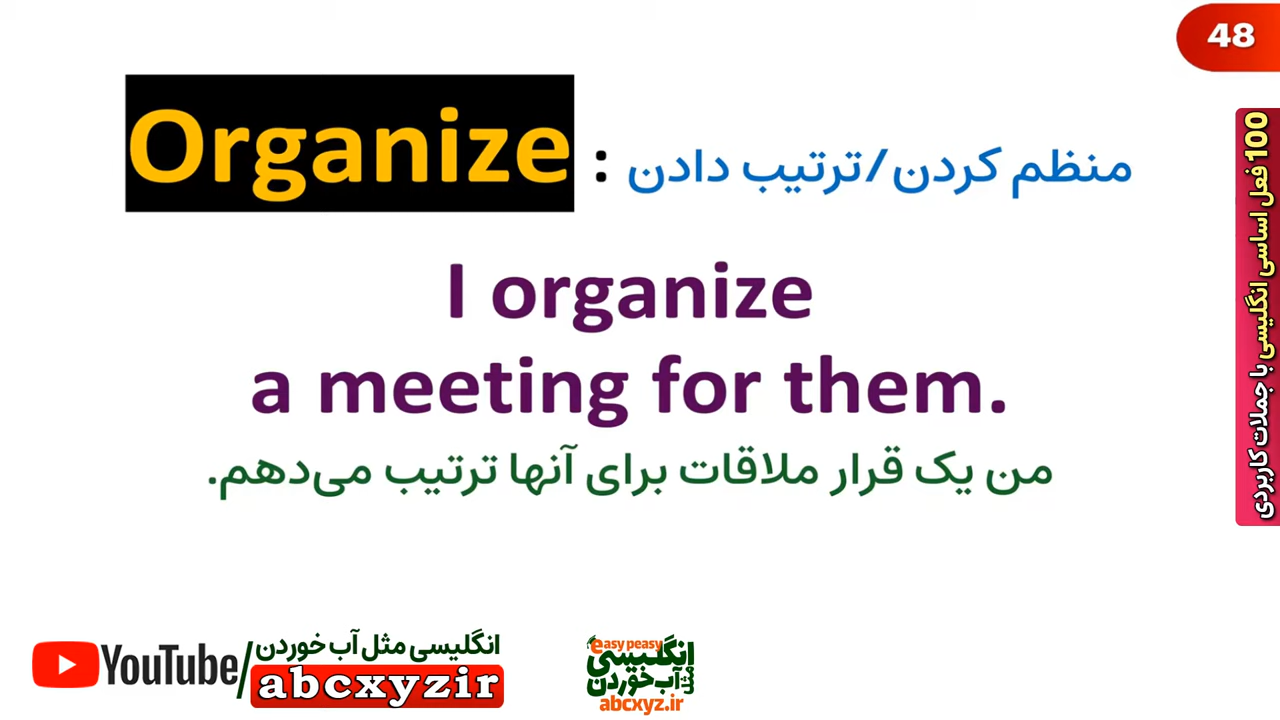 48
Organize : منظم کردن/ترتیب دادن
I organize
a meeting for them.
من یک قرار ملاقات برای آنها ترتیب می‌دهم.
100 فعل اساسی انگلیسی با جملات کاربردی
YouTube/انگلیسی مثل آب خوردن
abcxyzir
easy peasy
انگلیسی
مثل آب خوردن
abcxyz.ir